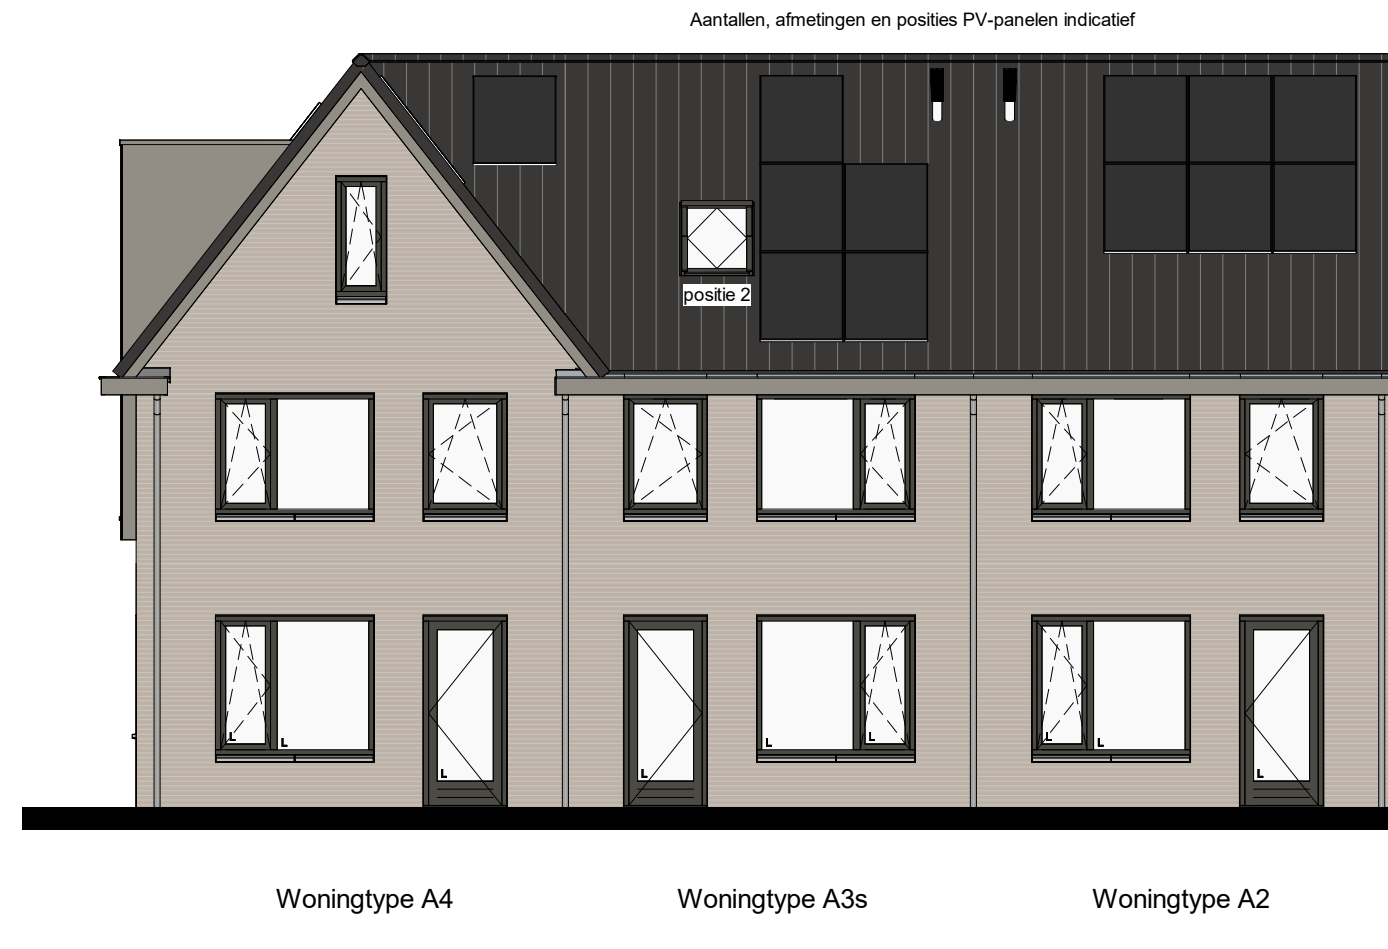 Aantallen, afmetingen en posities PV-panelen indicatief
positie 2
L L L L L L L L L
Woningtype A4 Woningtype A3s Woningtype A2